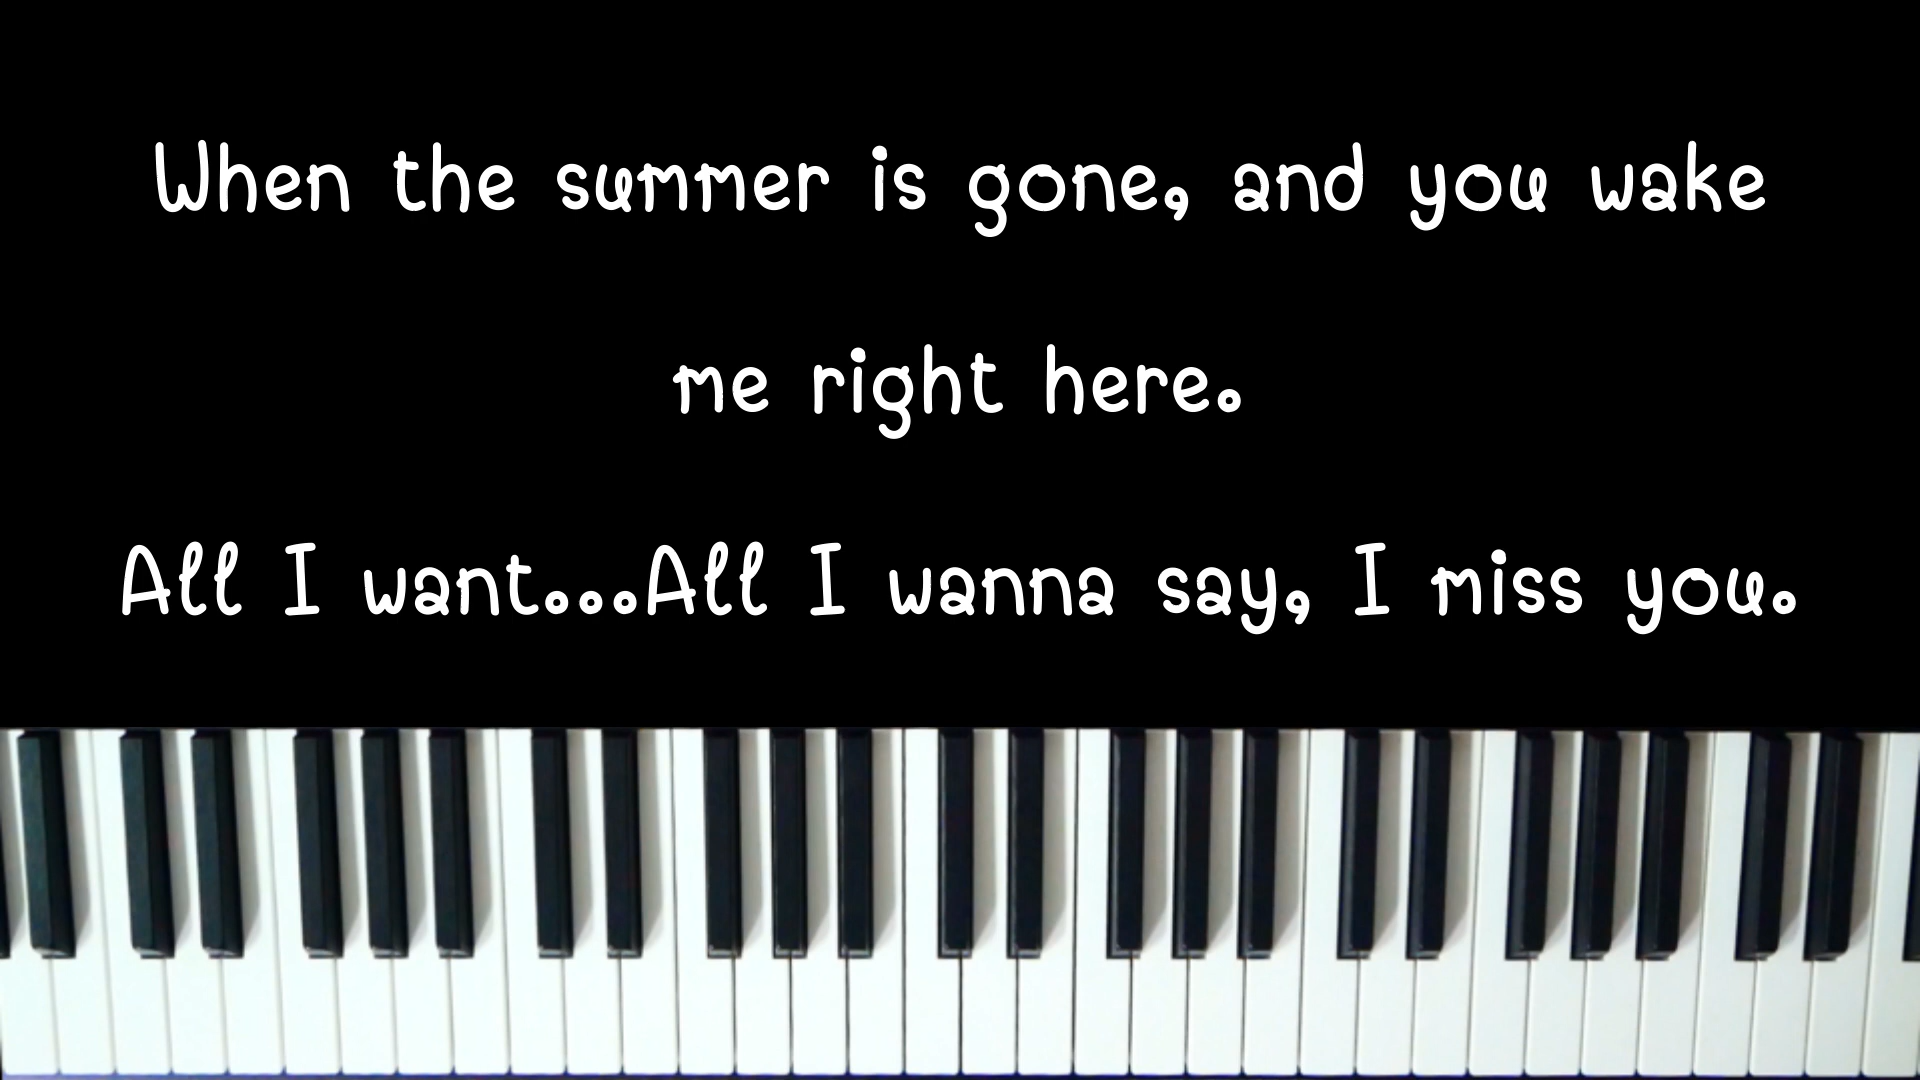 When the summer is gone, and you wake
me right here.
All I want...All I wanna say, I miss you.